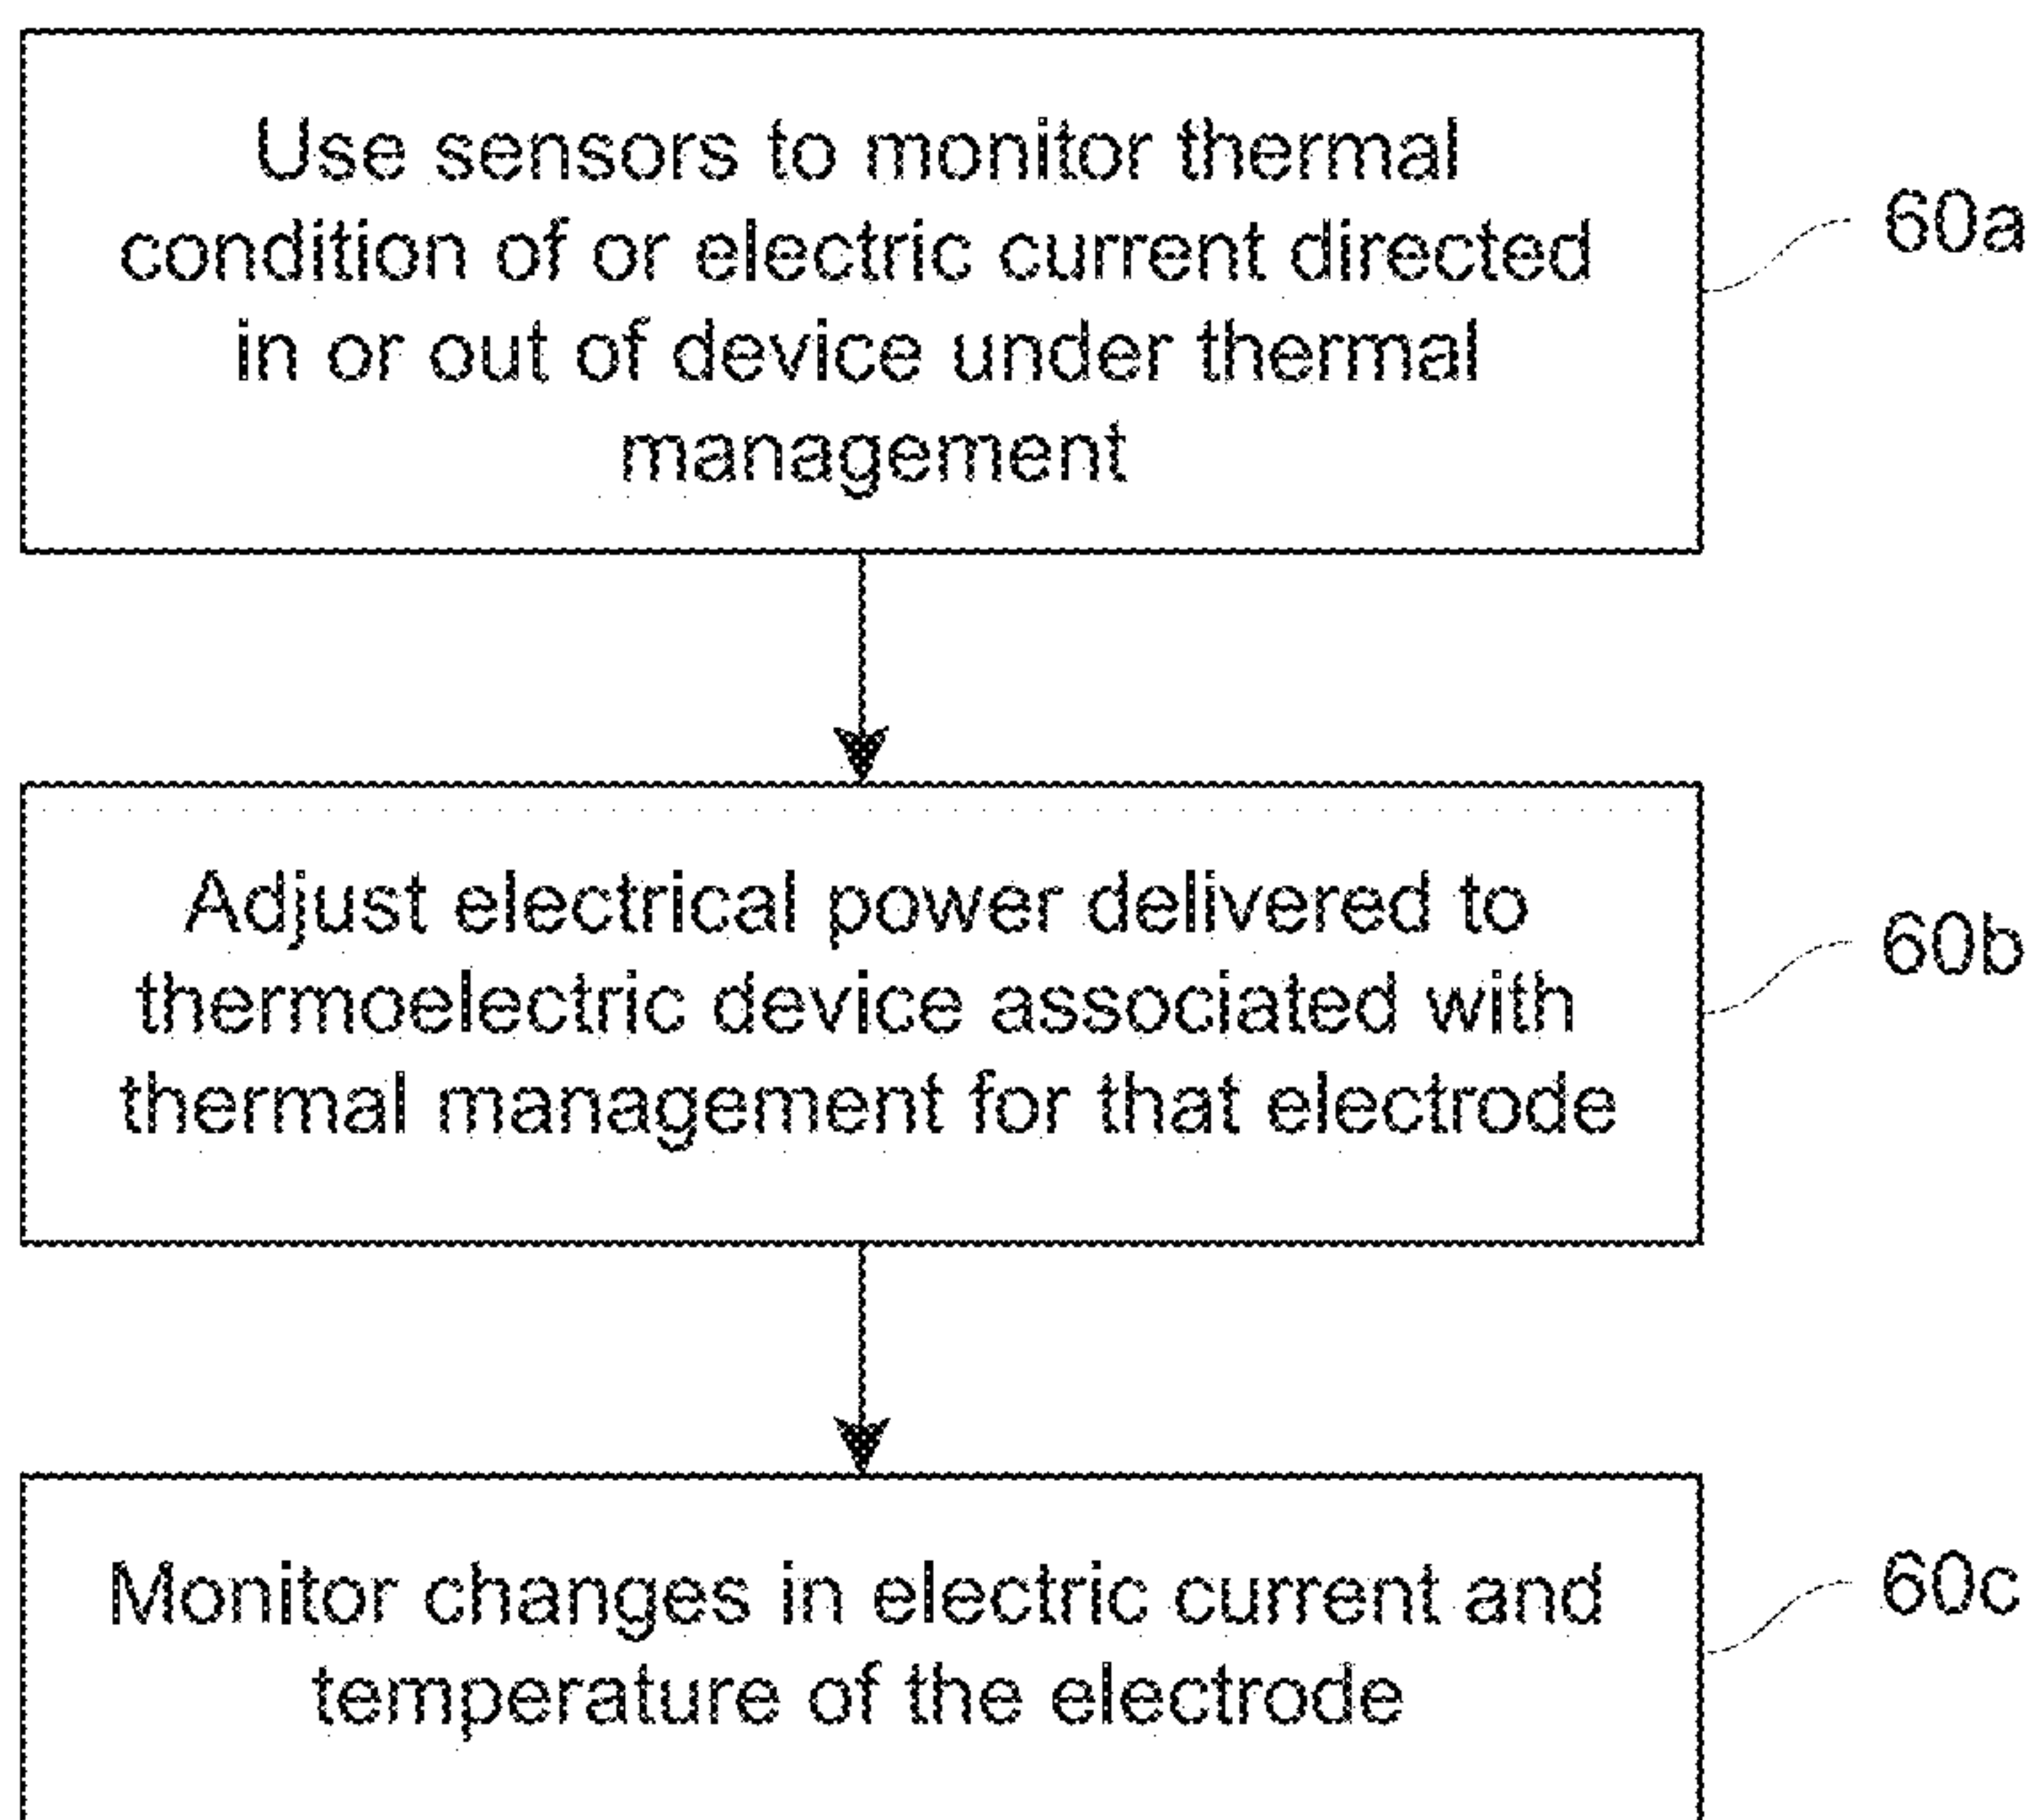 Use sensors to monitor thermal
condition of or electric current directed
in or out of device under thermal
management
60a
Adjust electrical power delivered to
thermoelectric device associated with
thermal management for that electrode
60b
Monitor changes in electric current and
temperature of the electrode
60c